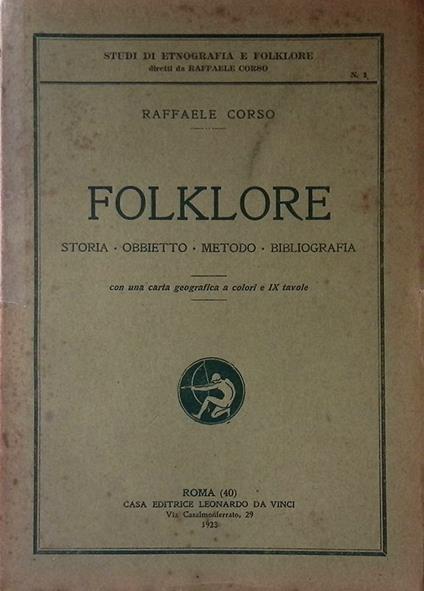 STUDI DI ETNOGRAFIA E FOLKLORE
diretti da RAFFAELE CORSO
N. 1
RAFFAELE CORSO
FOLKLORE
STORIA · OBBIETTO · METODO · BIBLIOGRAFIA
con una carta geografica a colori e IX tavole
ROMA (40)
CASA EDITRICE LEONARDO DA VINCI
Via Casalmonferrato, 29
1923